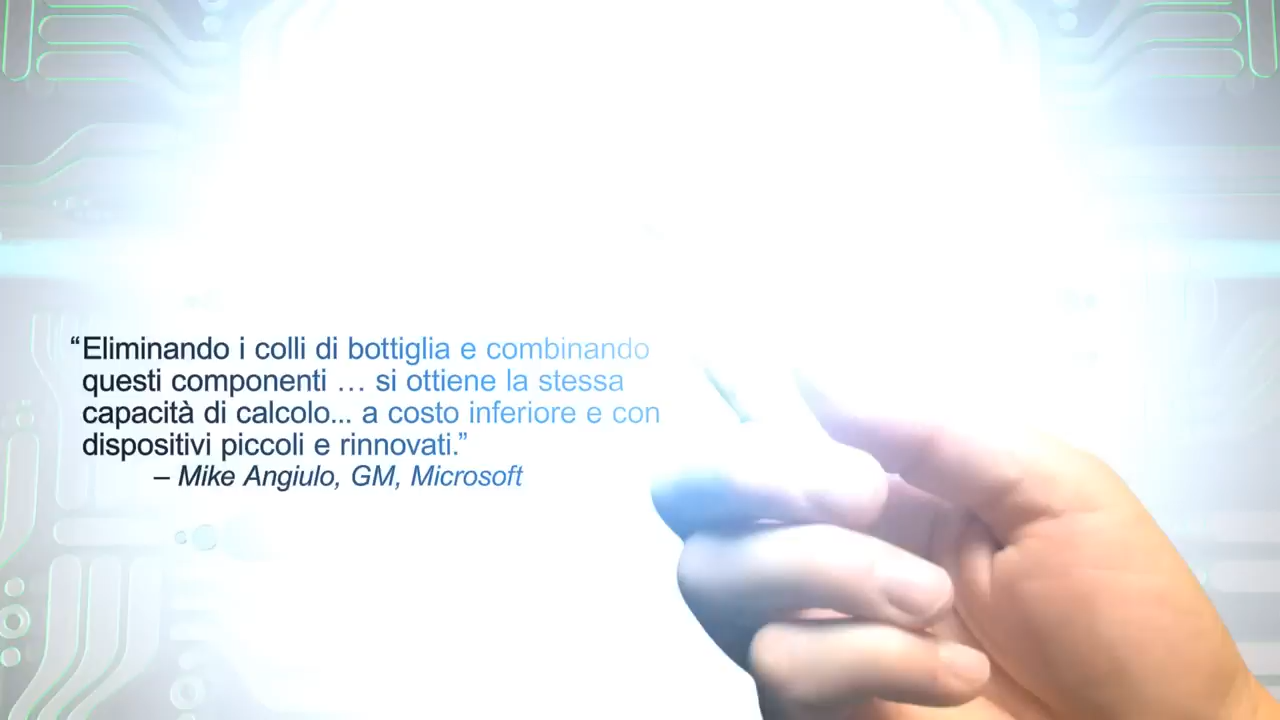 “Eliminando i colli di bottiglia e combinando
questi componenti … si ottiene la stessa
capacità di calcolo... a costo inferiore e con
dispositivi piccoli e rinnovati.”
– Mike Angiulo, GM, Microsoft